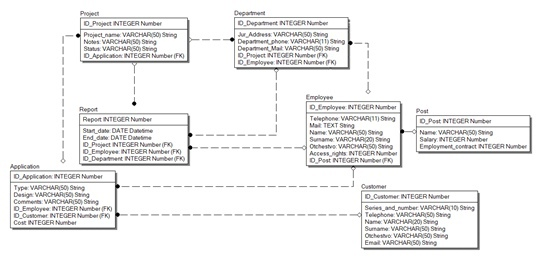 Project
ID_Project: INTEGER Number
Project_name: VARCHAR(50) String
Notes: VARCHAR(50) String
Status: VARCHAR(50) String
ID_Application: INTEGER Number (FK)
Department
ID_Department: INTEGER Number
Jur_Address: VARCHAR(50) String
Department_phone: VARCHAR(11) String
Department_Mail: VARCHAR(50) String
ID_Project: INTEGER Number (FK)
ID_Employee: INTEGER Number (FK)
Report
Report: INTEGER Number
Start_date: DATE Datetime
End_date: DATE Datetime
ID_Project: INTEGER Number (FK)
ID_Employee: INTEGER Number (FK)
ID_Department: INTEGER Number (FK)
Employee
ID_Employee: INTEGER Number
Telephone: VARCHAR(11) String
Mail: TEXT String
Name: VARCHAR(50) String
Surname: VARCHAR(20) String
Otchestvo: VARCHAR(50) String
Access_rights: INTEGER Number
ID_Post: INTEGER Number (FK)
Post
ID_Post: INTEGER Number
Name: VARCHAR(50) String
Salary: INTEGER Number
Employment_contract: INTEGER Number
Application
ID_Application: INTEGER Number
Type: VARCHAR(50) String
Design: VARCHAR(50) String
Comments: VARCHAR(50) String
ID_Employee: INTEGER Number (FK)
ID_Customer: INTEGER Number (FK)
Cost: INTEGER Number
Customer
ID_Customer: INTEGER Number
Series_and_number: VARCHAR(10) String
Telephone: VARCHAR(50) String
Name: VARCHAR(20) String
Surname: VARCHAR(50) String
Otchestvo: VARCHAR(50) String
Email: VARCHAR(50) String